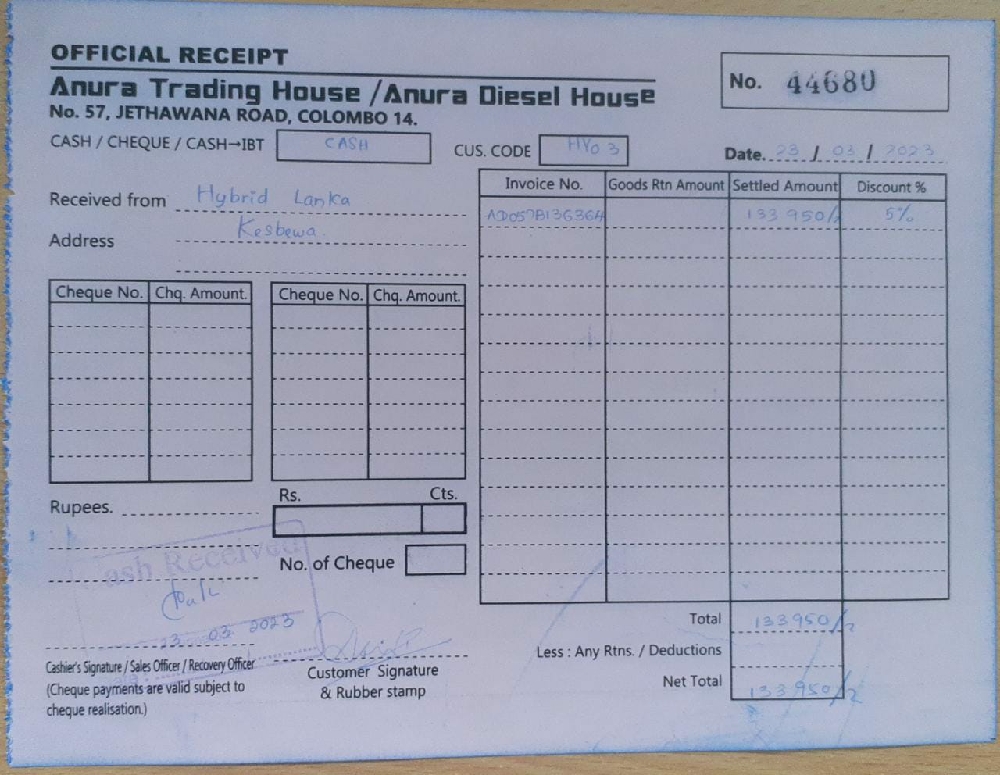 OFFICIAL RECEIPT
Anura Trading House /Anura Diesel House
No. 57, JETHAWANA ROAD, COLOMBO 14.
No. 44680
CASH / CHEQUE / CASH→IBT CASH
CUS. CODE HY03
Date. 23 / 03 / 2023
Received from Hybrid Lanka
Address Kesbewa
Invoice No. Goods Rtn Amount Settled Amount Discount %
AD057B13G364 133 950/= 5%
Cheque No. Chq. Amount. Cheque No. Chq. Amount.
Rupees.
Rs. Cts.
No. of Cheque
Cash Received
23 03 2023
Cashier's Signature / Sales Officer / Recovery Officer
(Cheque payments are valid subject to
cheque realisation.)
Customer Signature
& Rubber stamp
Total 133950/=
Less : Any Rtns. / Deductions
Net Total 133950/=